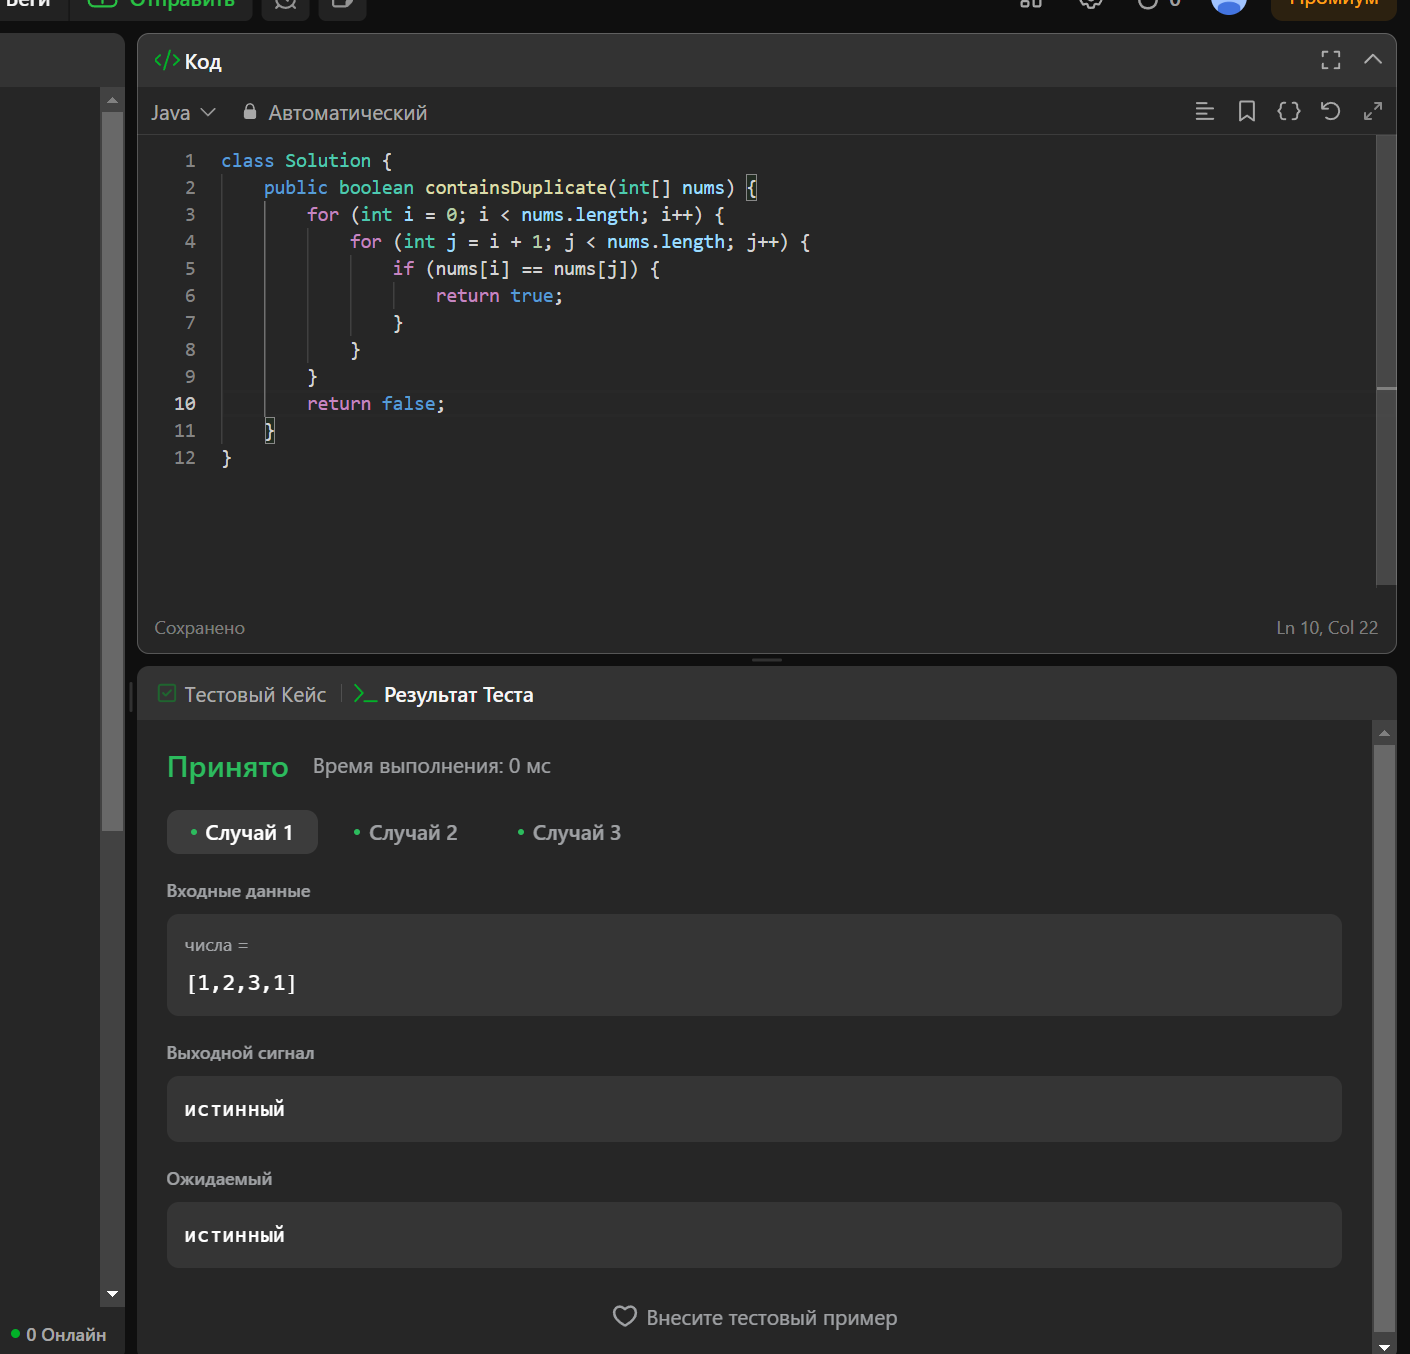 Беги
Отправить
0
Премиум
</> Код
Java
Автоматический
1 class Solution {
2     public boolean containsDuplicate(int[] nums) {
3         for (int i = 0; i < nums.length; i++) {
4             for (int j = i + 1; j < nums.length; j++) {
5                 if (nums[i] == nums[j]) {
6                     return true;
7                 }
8             }
9         }
10         return false;
11     }
12 }
Сохранено
Ln 10, Col 22
Тестовый Кейс
Результат Теста
Принято
Время выполнения: 0 мс
Случай 1
Случай 2
Случай 3
Входные данные
числа =
[1,2,3,1]
Выходной сигнал
истинный
Ожидаемый
истинный
Внесите тестовый пример
0 Онлайн